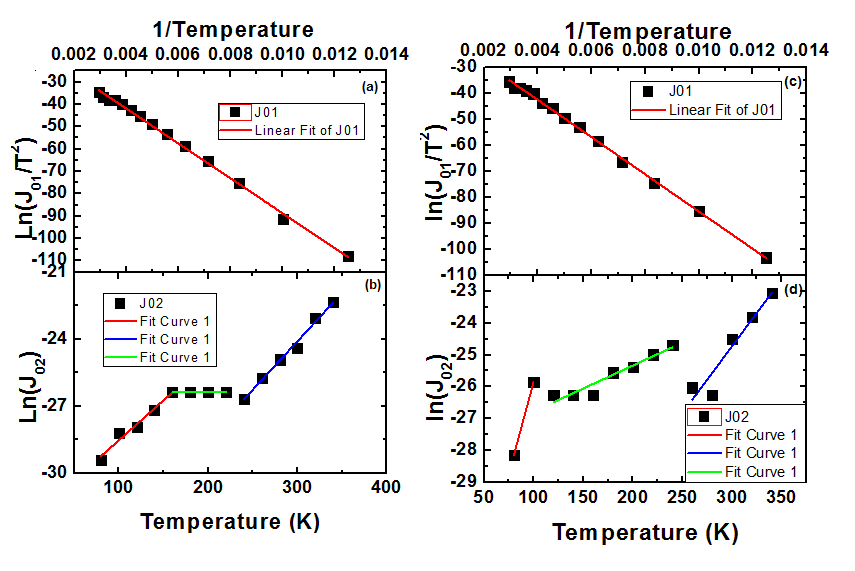 1/Temperature
0.002 0.004 0.006 0.008 0.010 0.012 0.014
-30
-40
-50
-60
-70
-80
-90
-100
-110
Ln(J01/T2)
(a)
J01
Linear Fit of J01
-21
-24
-27
-30
Ln(J02)
(b)
J02
Fit Curve 1
Fit Curve 1
Fit Curve 1
100 200 300 400
Temperature (K)
1/Temperature
0.002 0.004 0.006 0.008 0.010 0.012 0.014
-30
-40
-50
-60
-70
-80
-90
-100
-110
ln(J01/T2)
(c)
J01
Linear Fit of J01
-23
-24
-25
-26
-27
-28
-29
ln(J02)
(d)
J02
Fit Curve 1
Fit Curve 1
Fit Curve 1
50 100 150 200 250 300 350
Temperature (K)